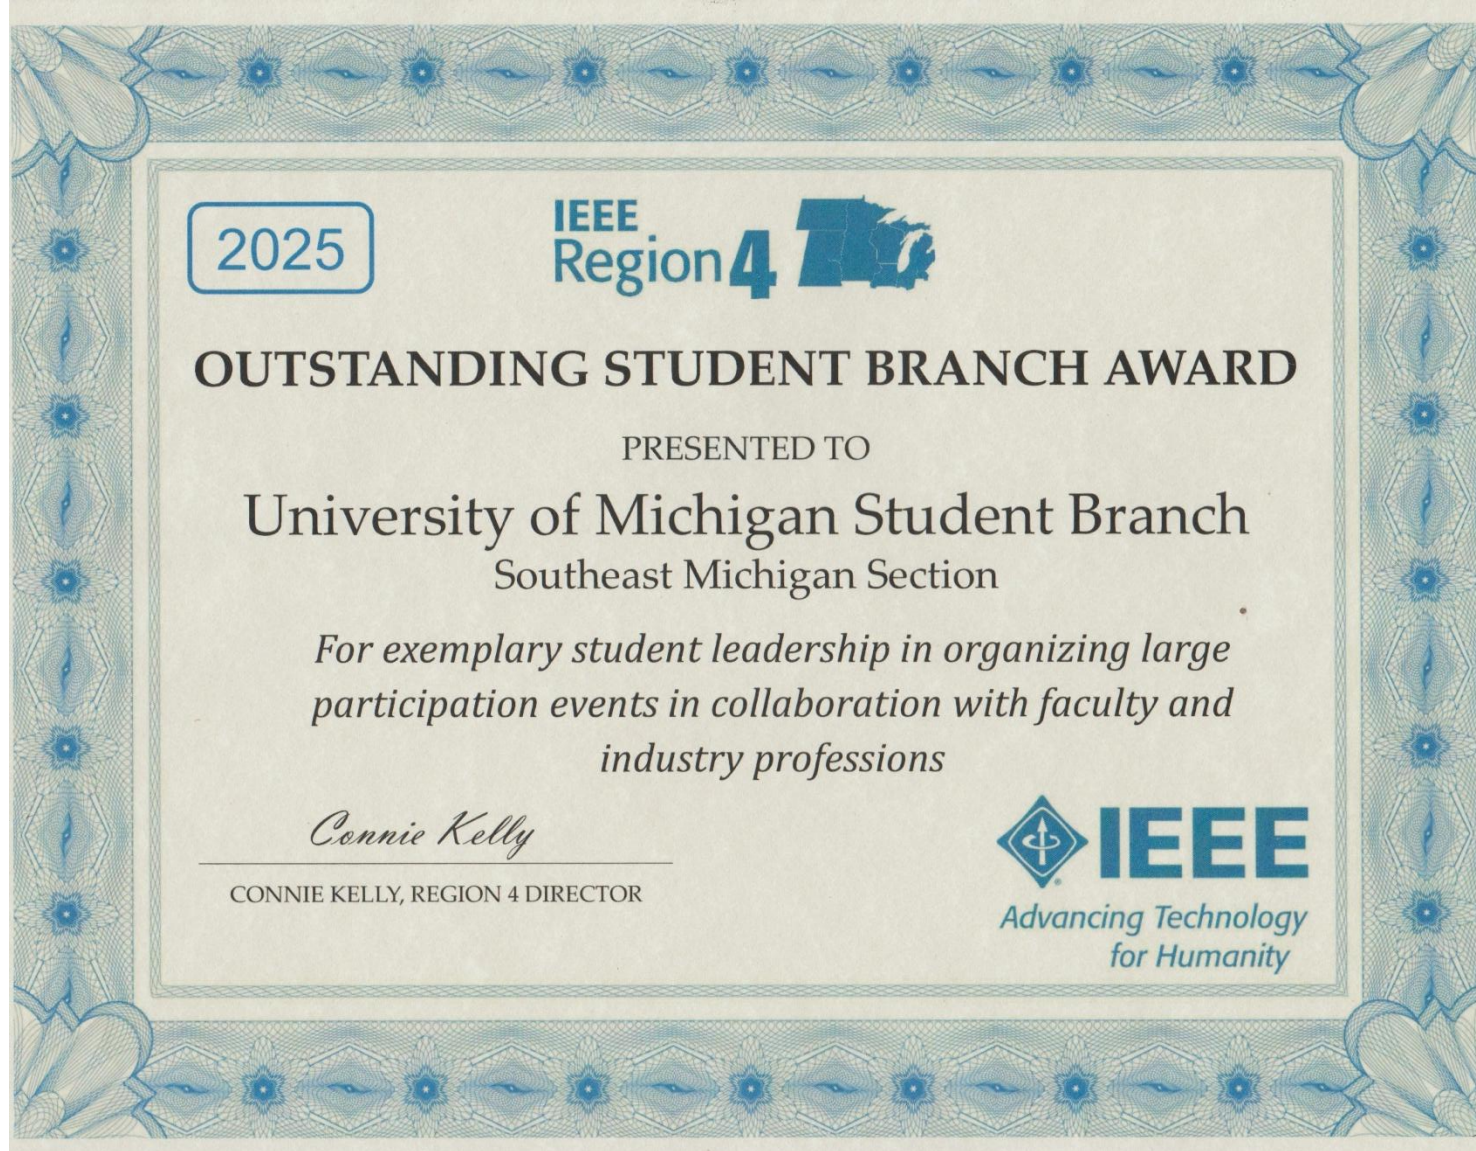 2025
IEEE
Region 4
OUTSTANDING STUDENT BRANCH AWARD
PRESENTED TO
University of Michigan Student Branch
Southeast Michigan Section
For exemplary student leadership in organizing large
participation events in collaboration with faculty and
industry professions
Connie Kelly
CONNIE KELLY, REGION 4 DIRECTOR
IEEE
Advancing Technology
for Humanity